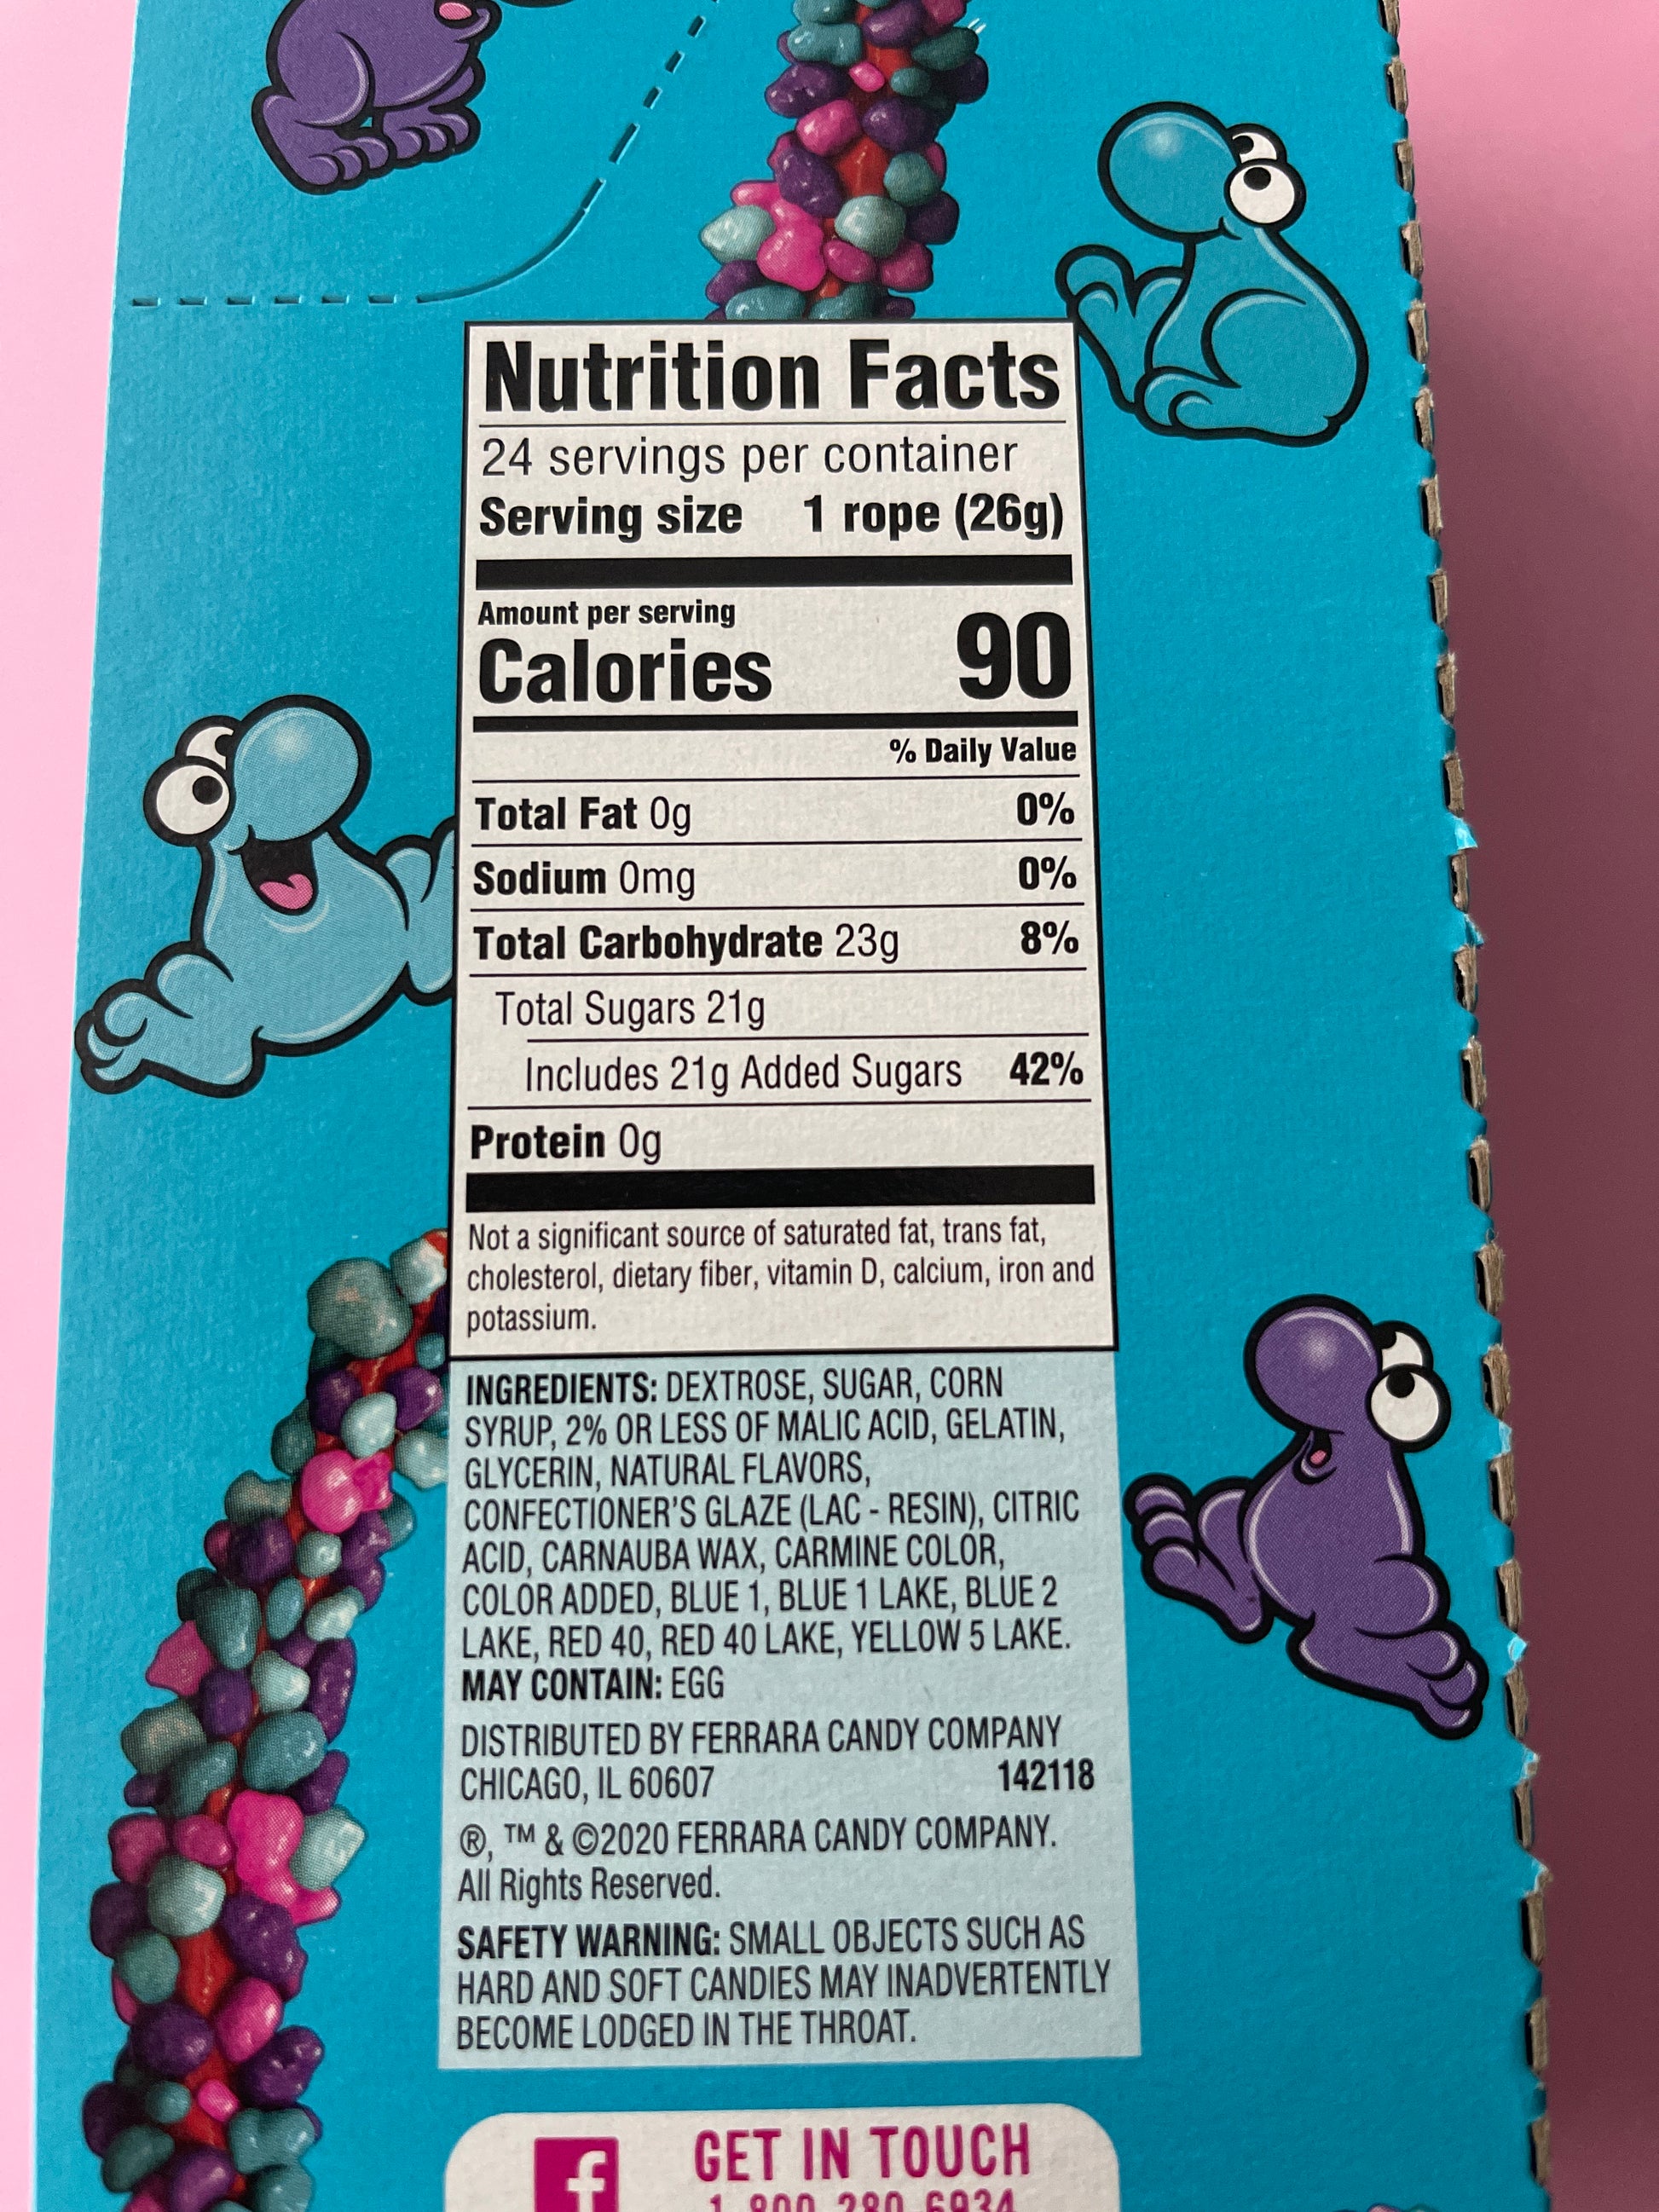 Nutrition Facts
24 servings per container
Serving size 1 rope (26g)
Amount per serving
Calories 90
% Daily Value
Total Fat 0g 0%
Sodium 0mg 0%
Total Carbohydrate 23g 8%
Total Sugars 21g
Includes 21g Added Sugars 42%
Protein 0g
Not a significant source of saturated fat, trans fat,
cholesterol, dietary fiber, vitamin D, calcium, iron and
potassium.
INGREDIENTS: DEXTROSE, SUGAR, CORN
SYRUP, 2% OR LESS OF MALIC ACID, GELATIN,
GLYCERIN, NATURAL FLAVORS,
CONFECTIONER'S GLAZE (LAC - RESIN), CITRIC
ACID, CARNAUBA WAX, CARMINE COLOR,
COLOR ADDED, BLUE 1, BLUE 1 LAKE, BLUE 2
LAKE, RED 40, RED 40 LAKE, YELLOW 5 LAKE.
MAY CONTAIN: EGG
DISTRIBUTED BY FERRARA CANDY COMPANY
CHICAGO, IL 60607 142118
®, ™ & ©2020 FERRARA CANDY COMPANY.
All Rights Reserved.
SAFETY WARNING: SMALL OBJECTS SUCH AS
HARD AND SOFT CANDIES MAY INADVERTENTLY
BECOME LODGED IN THE THROAT.
f GET IN TOUCH
1 800 280 6934